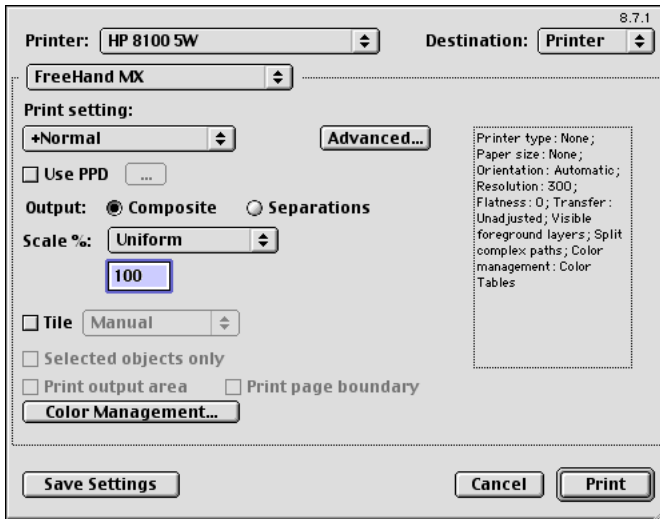 8.7.1
Printer: HP 8100 5W Destination: Printer
FreeHand MX
Print setting:
+Normal Advanced...
Use PPD ...
Output: Composite Separations
Scale %: Uniform
100
Tile Manual
Selected objects only
Print output area Print page boundary
Color Management...
Printer type: None;
Paper size: None;
Orientation: Automatic;
Resolution: 300;
Flatness: 0; Transfer:
Unadjusted; Visible
foreground layers; Split
complex paths; Color
management: Color
Tables
Save Settings Cancel Print